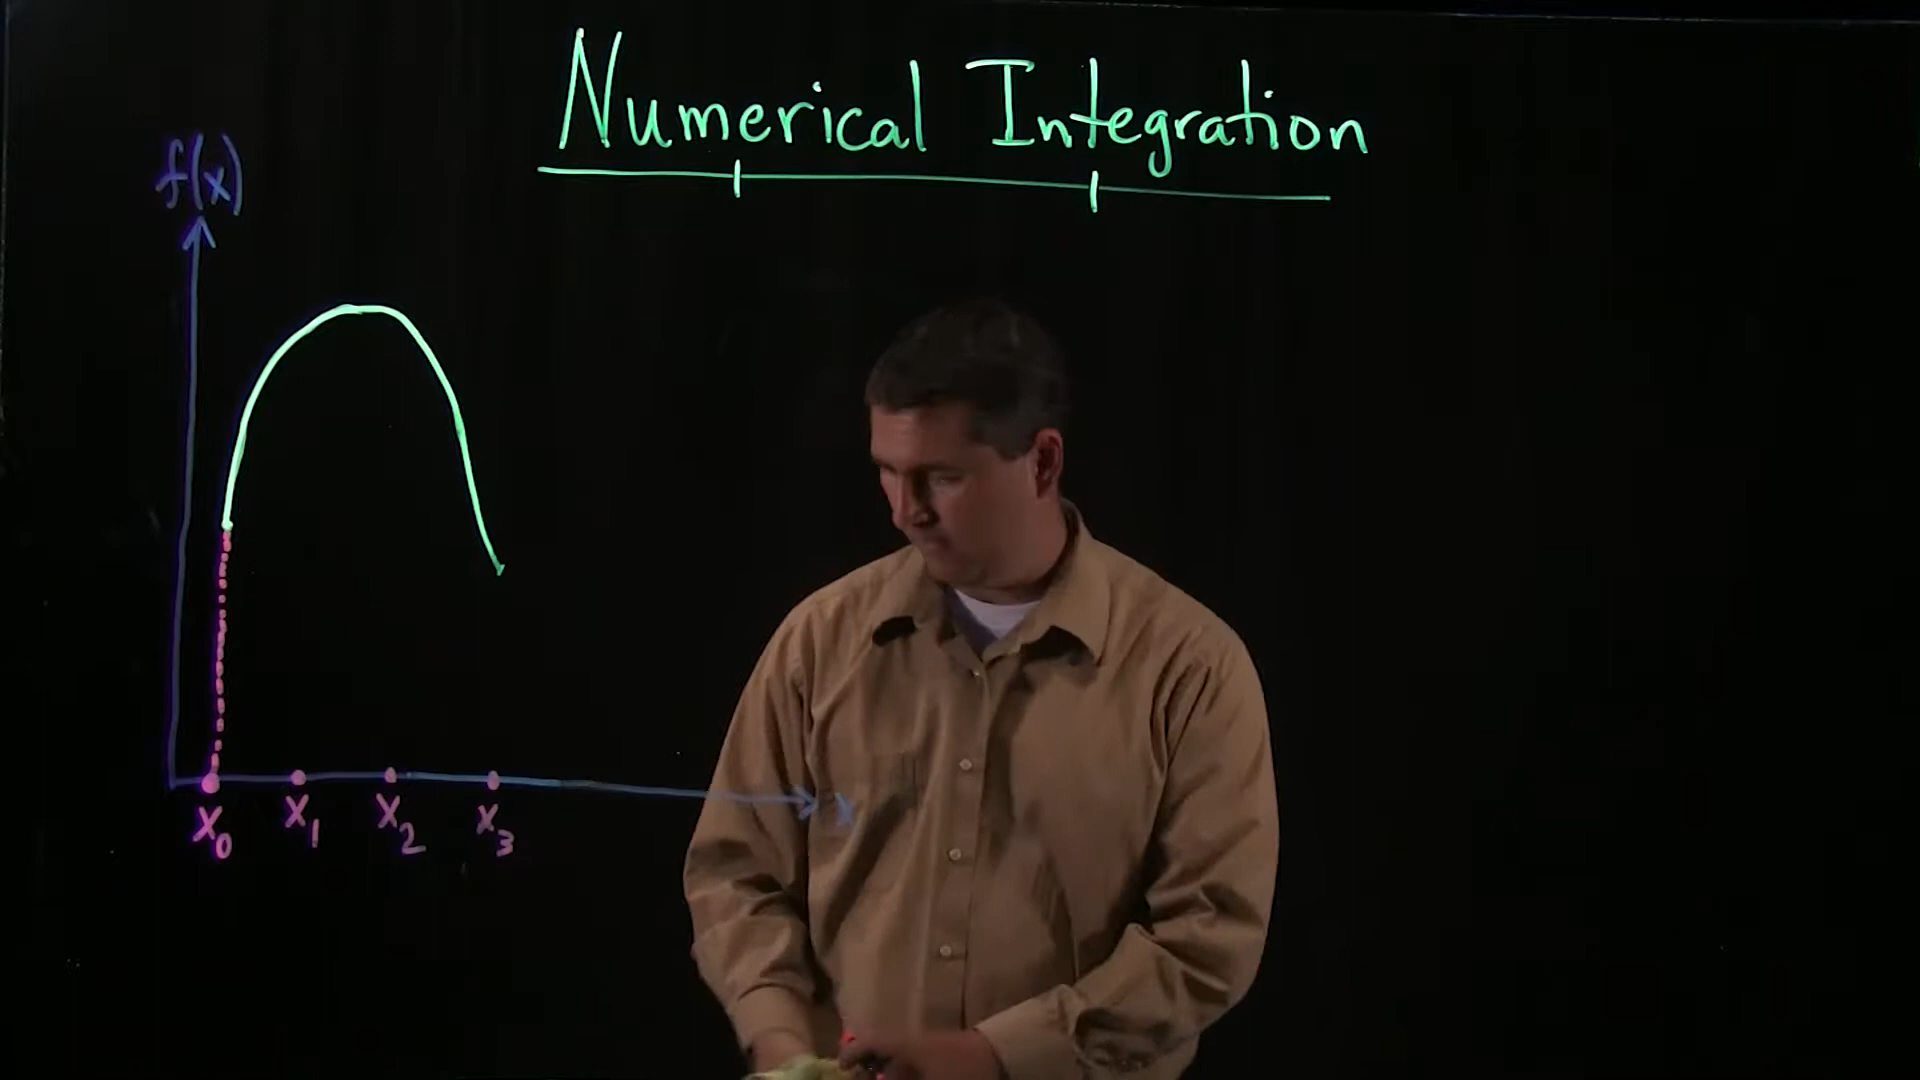 Numerical Integration
f(x)
x
x₀ x₁ x₂ x₃